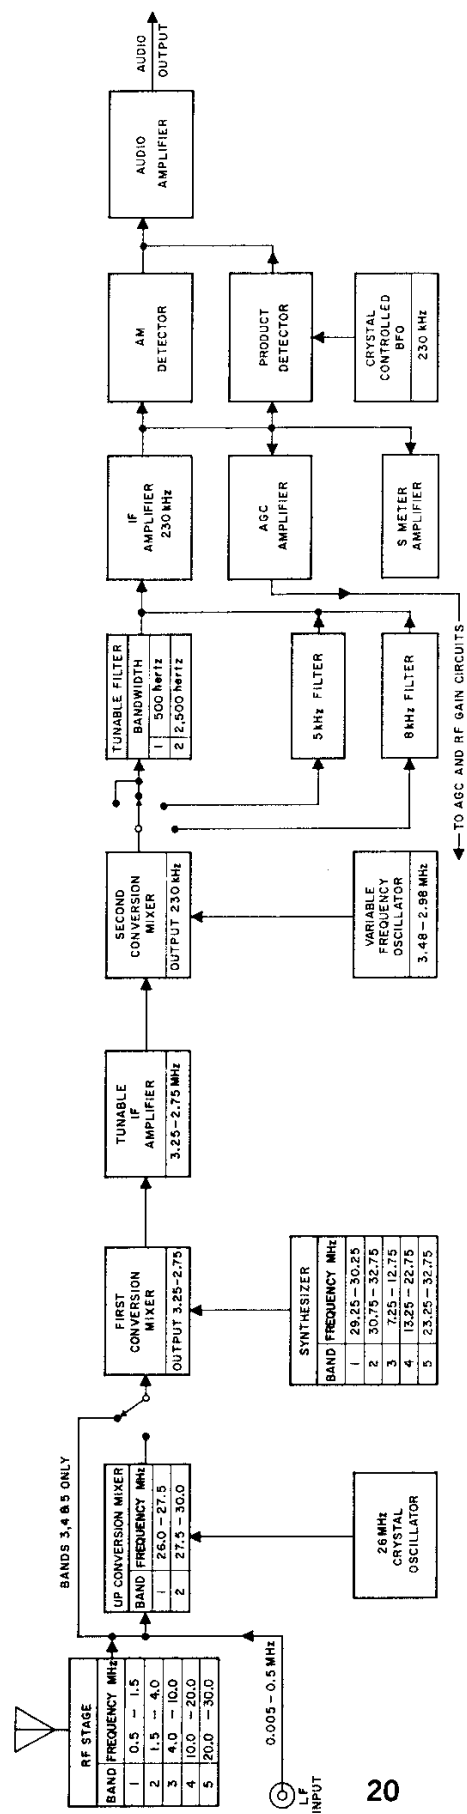 RF STAGE
BAND FREQUENCY MHz
1 0.5 - 1.5
2 1.5 - 4.0
3 4.0 - 10.0
4 10.0 - 20.0
5 20.0 - 30.0
L F
INPUT
0.005 - 0.5 MHz
BANDS 3,4 & 5 ONLY
UP CONVERSION MIXER
BAND FREQUENCY MHz
1 26.0 - 27.5
2 27.5 - 30.0
26 MHz
CRYSTAL
OSCILLATOR
FIRST
CONVERSION
MIXER
OUTPUT 3.25-2.75
SYNTHESIZER
BAND FREQUENCY MHz
1 29.25 - 30.25
2 30.75 - 32.75
3 7.25 - 12.75
4 13.25 - 22.75
5 23.25 - 32.75
TUNABLE
IF
AMPLIFIER
3.25-2.75 MHz
SECOND
CONVERSION
MIXER
OUTPUT 230 kHz
VARIABLE
FREQUENCY
OSCILLATOR
3.48-2.98 MHz
TUNABLE FILTER
BANDWIDTH
1 500 hertz
2 2,500 hertz
5 kHz FILTER
8 kHz FILTER
TO AGC AND RF GAIN CIRCUITS
IF
AMPLIFIER
230 kHz
AGC
AMPLIFIER
S METER
AMPLIFIER
AM
DETECTOR
PRODUCT
DETECTOR
CRYSTAL
CONTROLLED
BFO
230 kHz
AUDIO
AMPLIFIER
AUDIO
OUTPUT
20